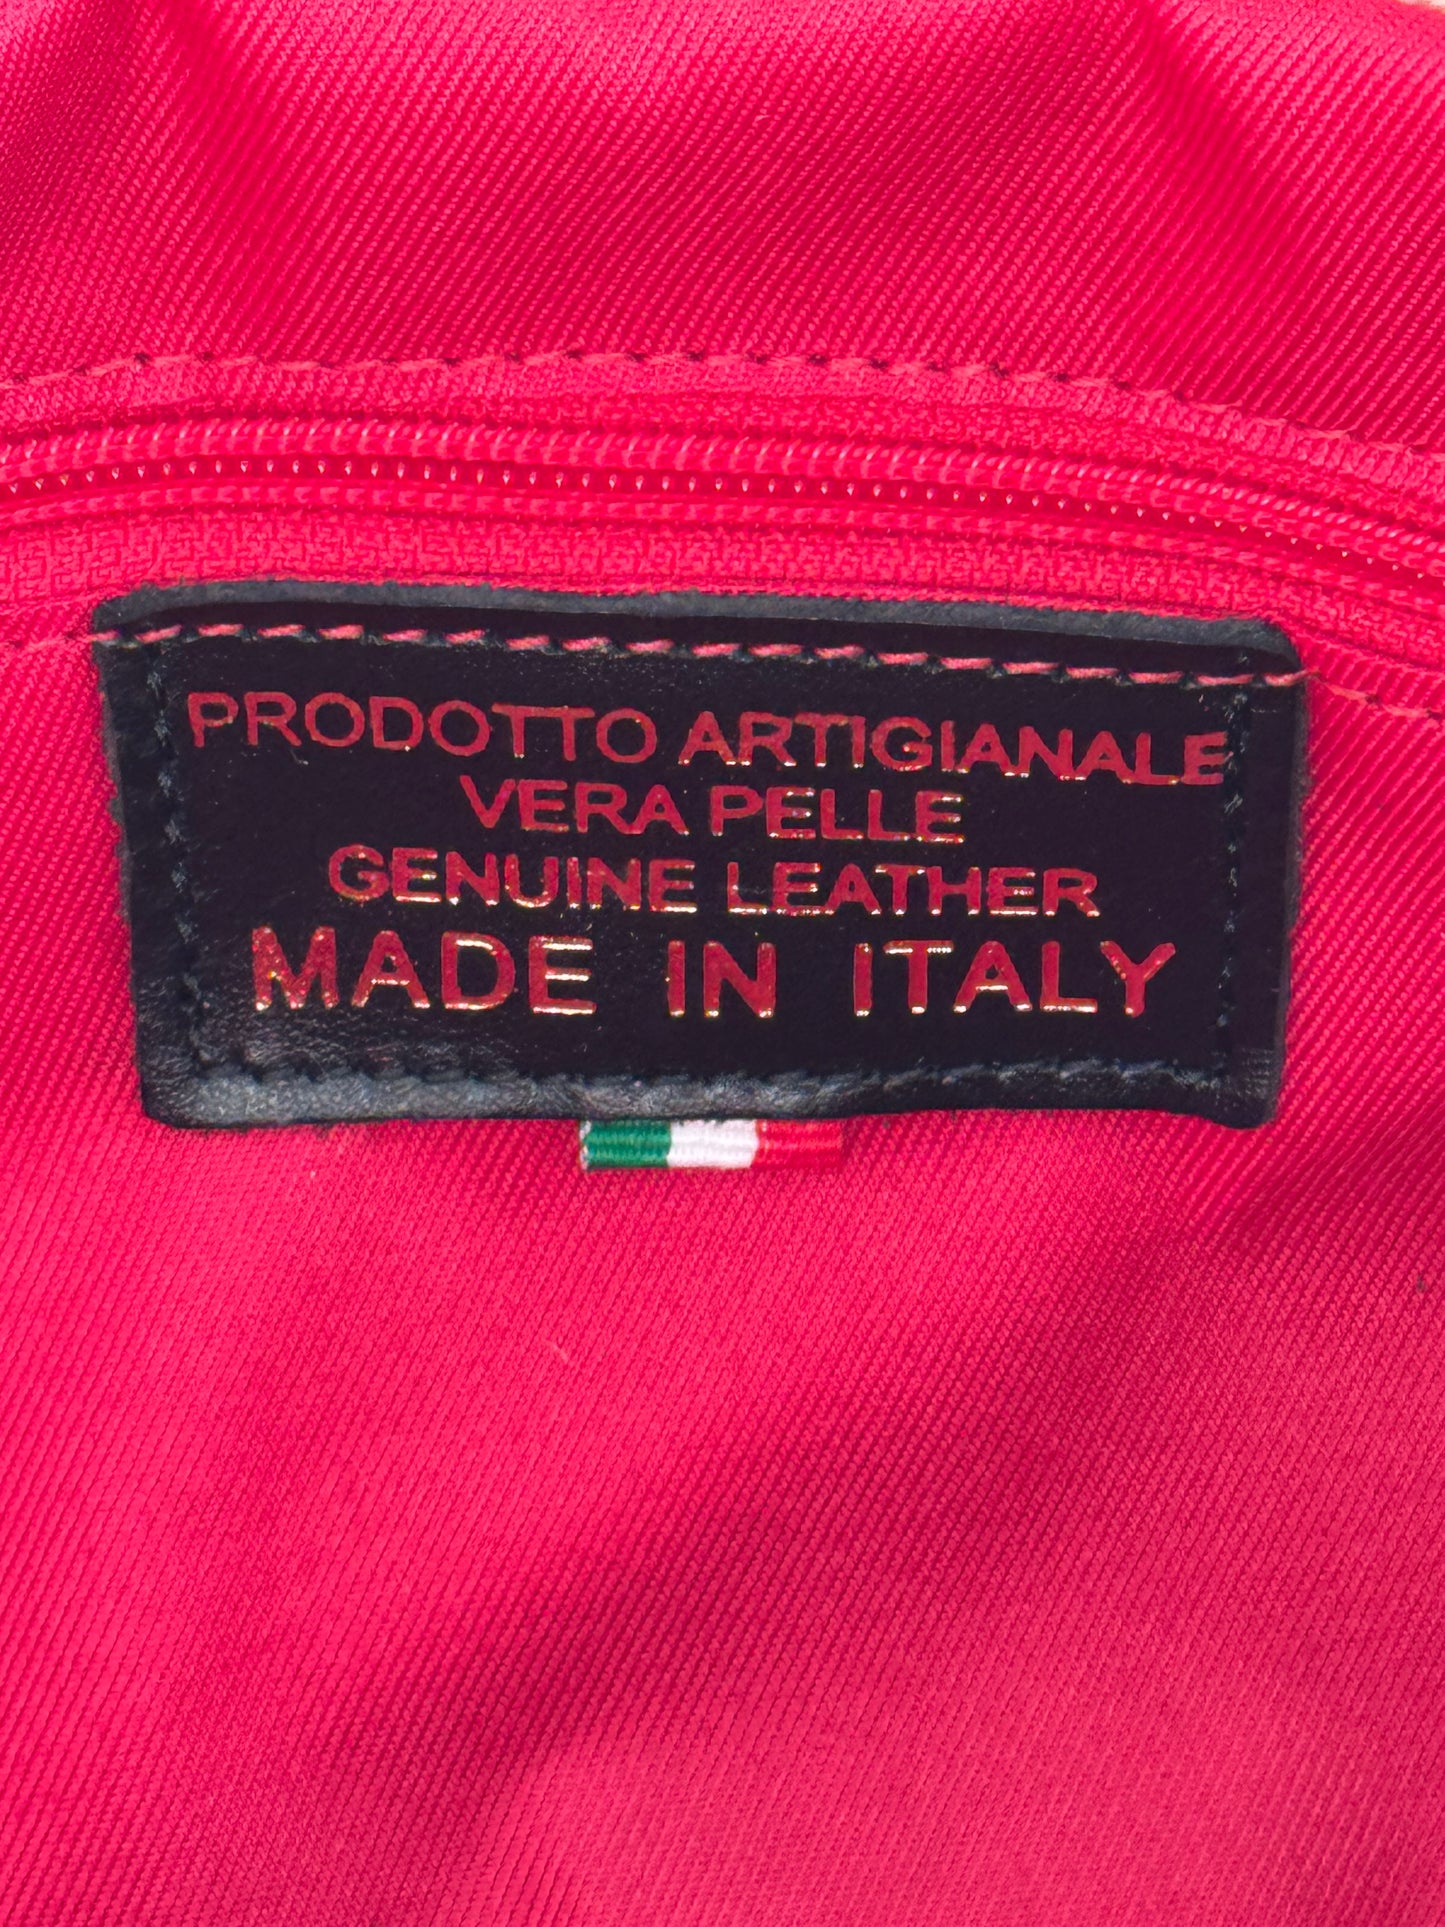 PRODOTTO ARTIGIANALE
VERA PELLE
GENUINE LEATHER
MADE IN ITALY